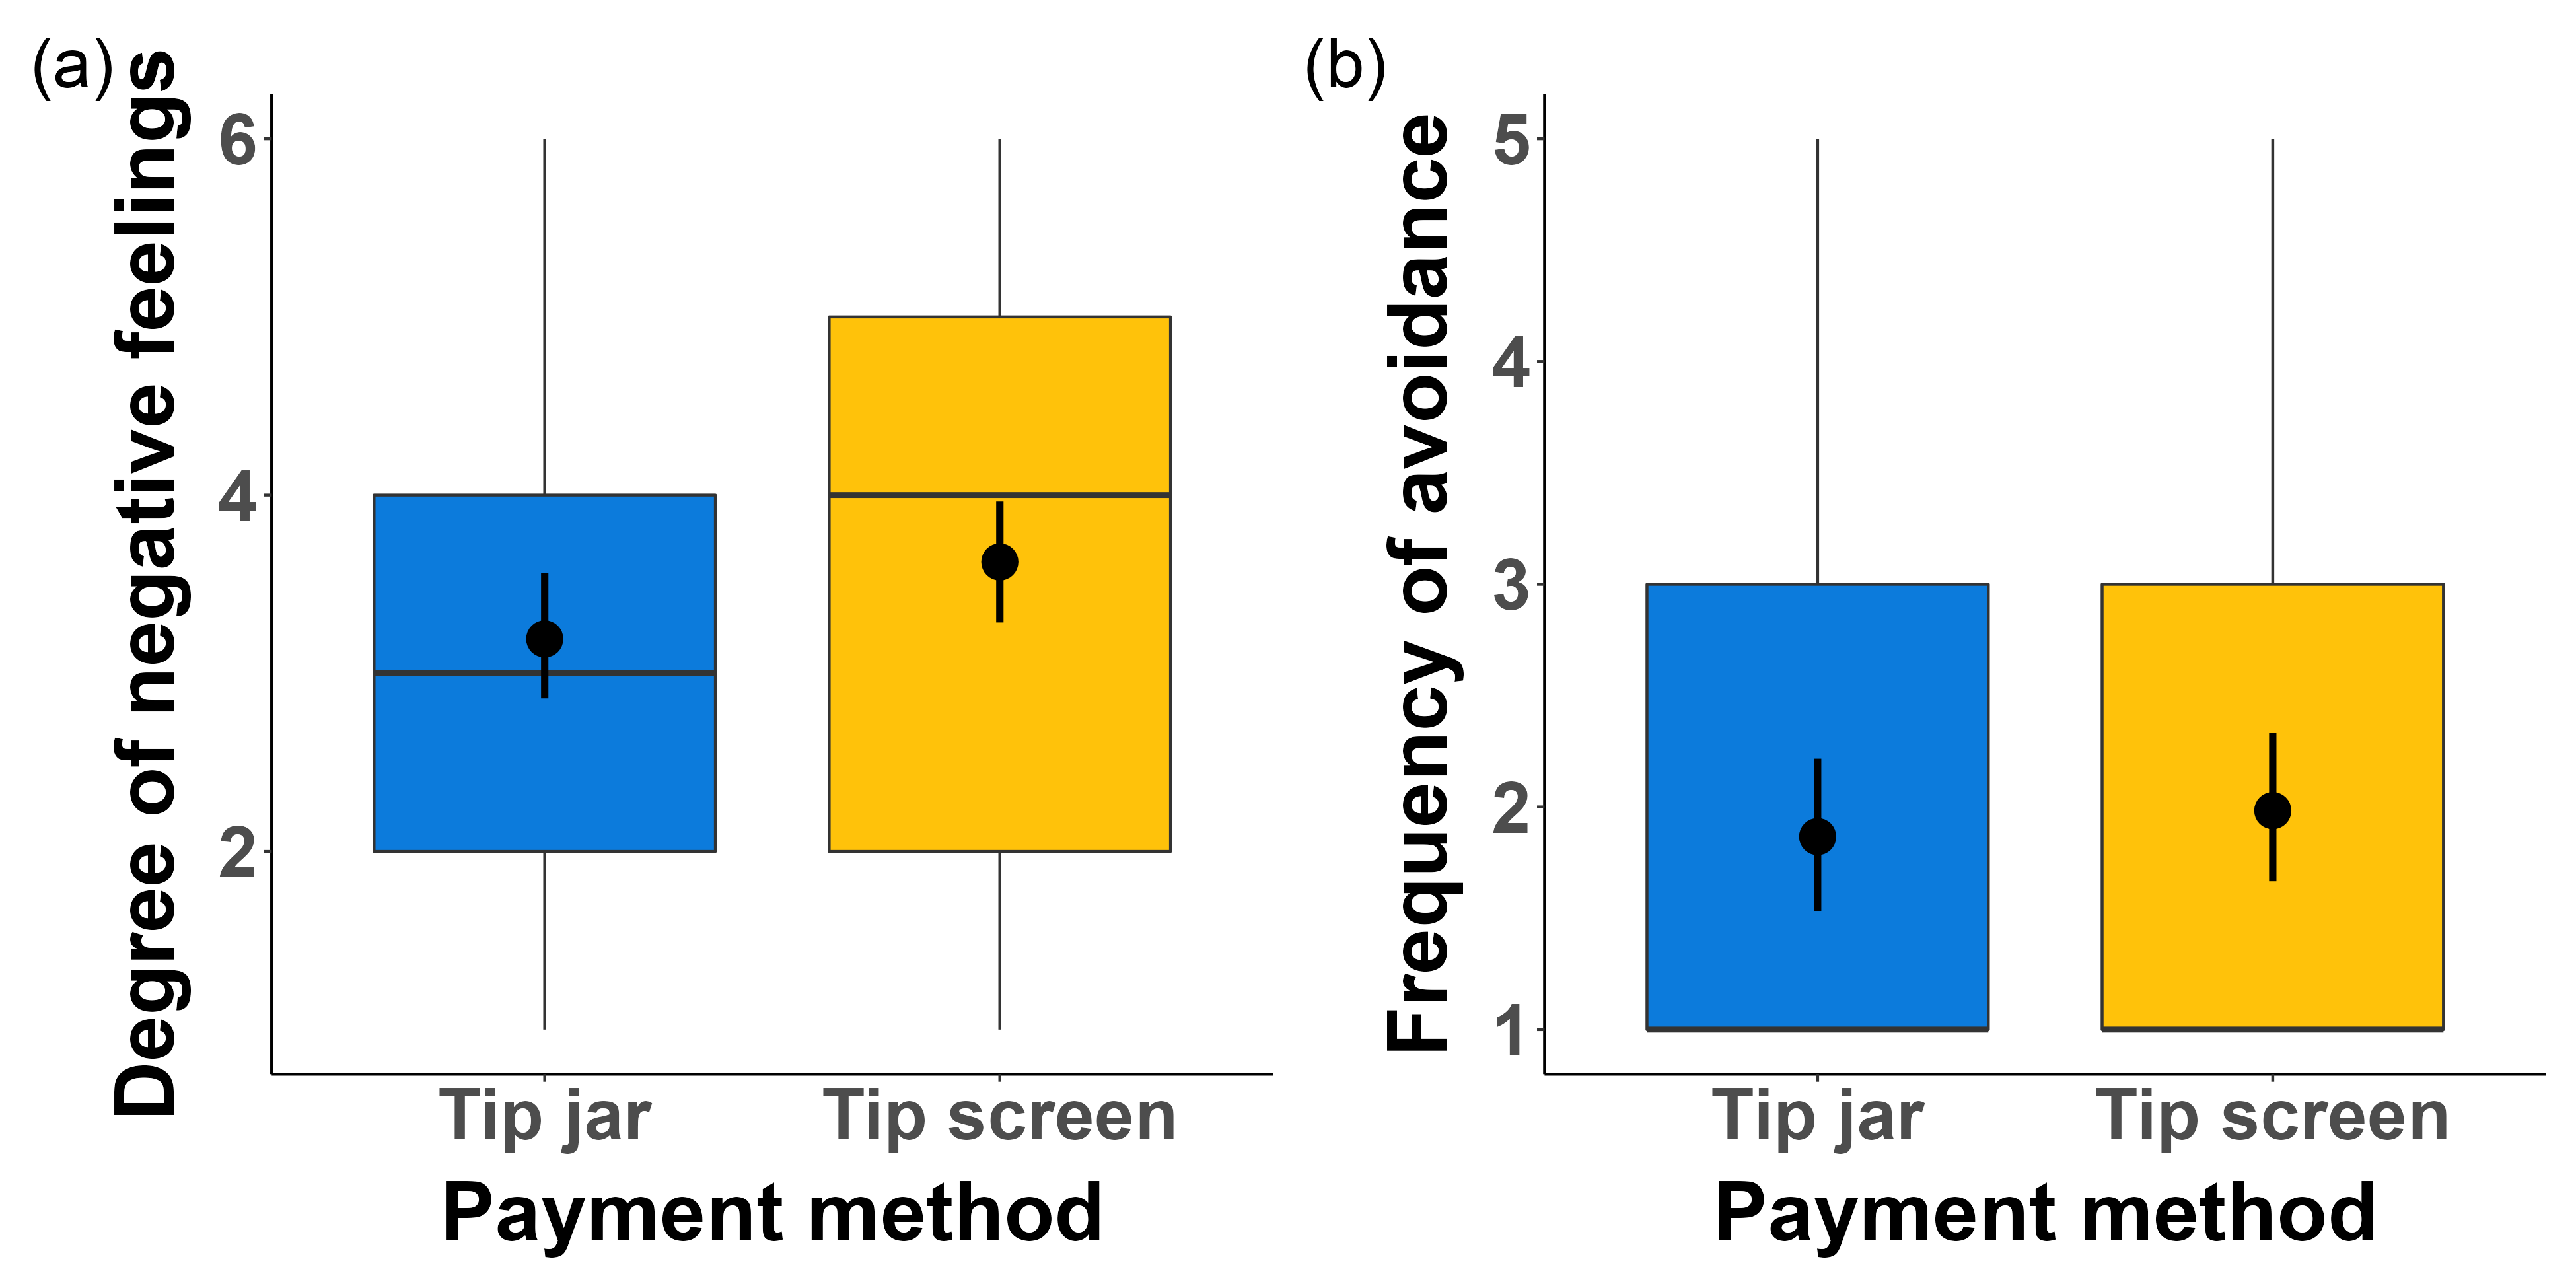 (a)
Degree of negative feelings
6
4
2
Tip jar Tip screen
Payment method
(b)
Frequency of avoidance
5
4
3
2
1
Tip jar Tip screen
Payment method